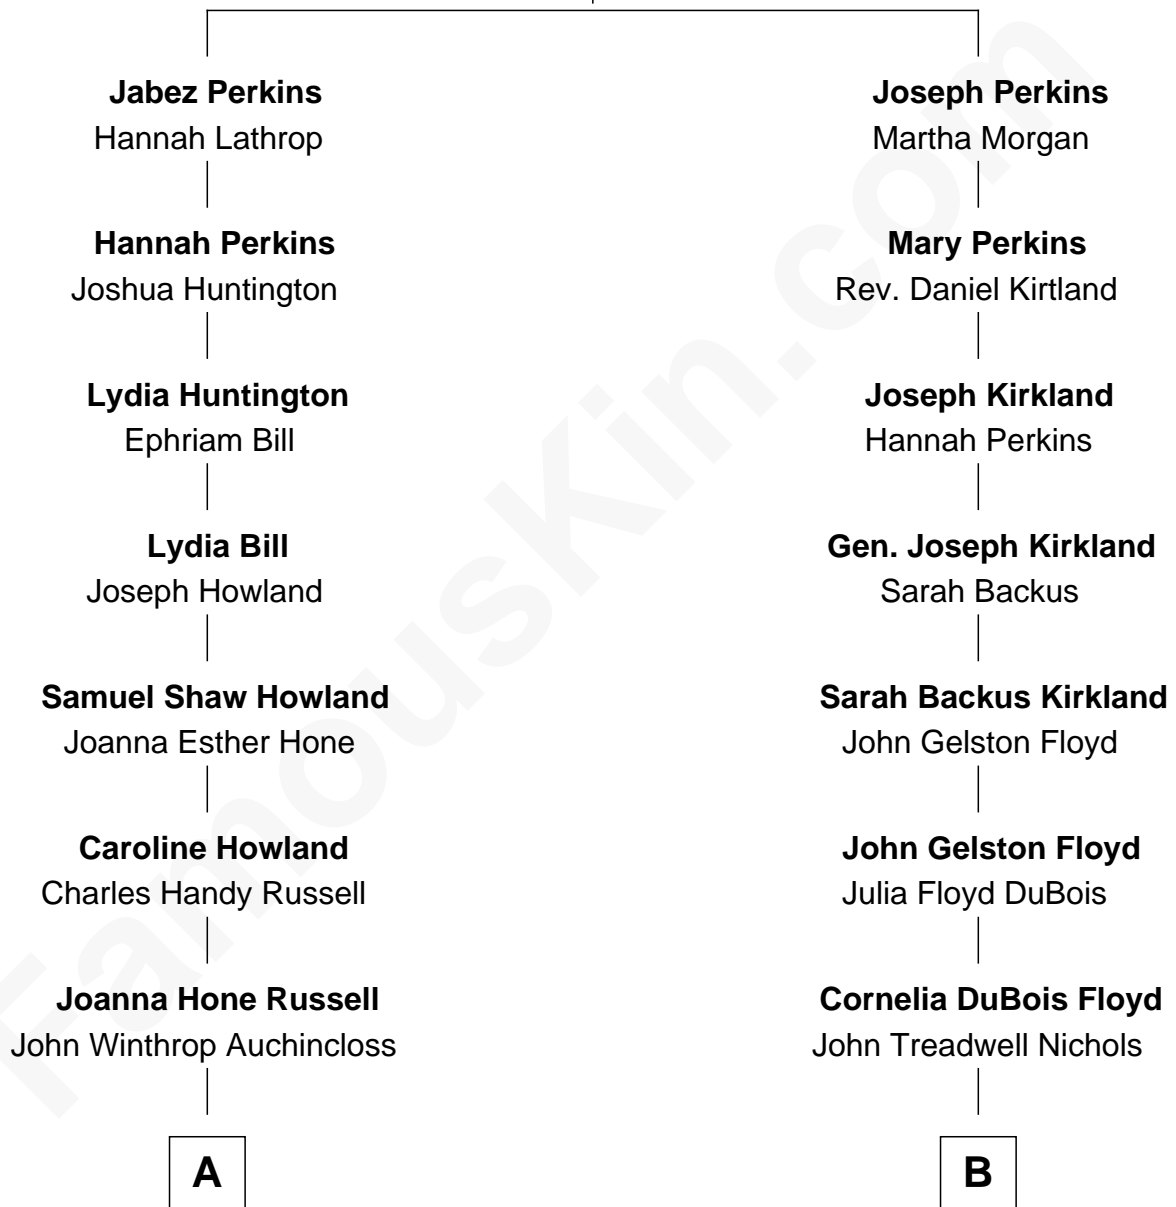 Jabez Perkins
Hannah Lathrop
Hannah Perkins
Joshua Huntington
Lydia Huntington
Ephriam Bill
Lydia Bill
Joseph Howland
Samuel Shaw Howland
Joanna Esther Hone
Caroline Howland
Charles Handy Russell
Joanna Hone Russell
John Winthrop Auchincloss
A
Joseph Perkins
Martha Morgan
Mary Perkins
Rev. Daniel Kirtland
Joseph Kirkland
Hannah Perkins
Gen. Joseph Kirkland
Sarah Backus
Sarah Backus Kirkland
John Gelston Floyd
John Gelston Floyd
Julia Floyd DuBois
Cornelia DuBois Floyd
John Treadwell Nichols
B
FamousKin.com